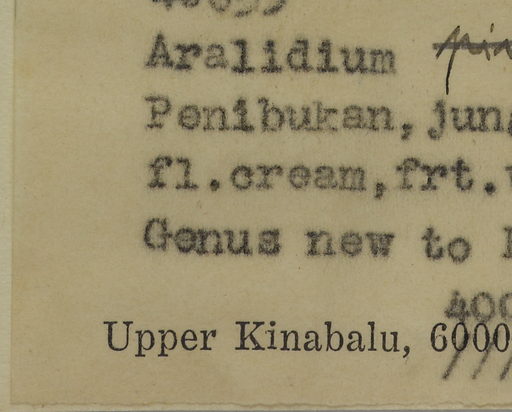 Aralidium
Penibukan, jun
fl.cream,frt.
Genus new to
400
Upper Kinabalu, 6000